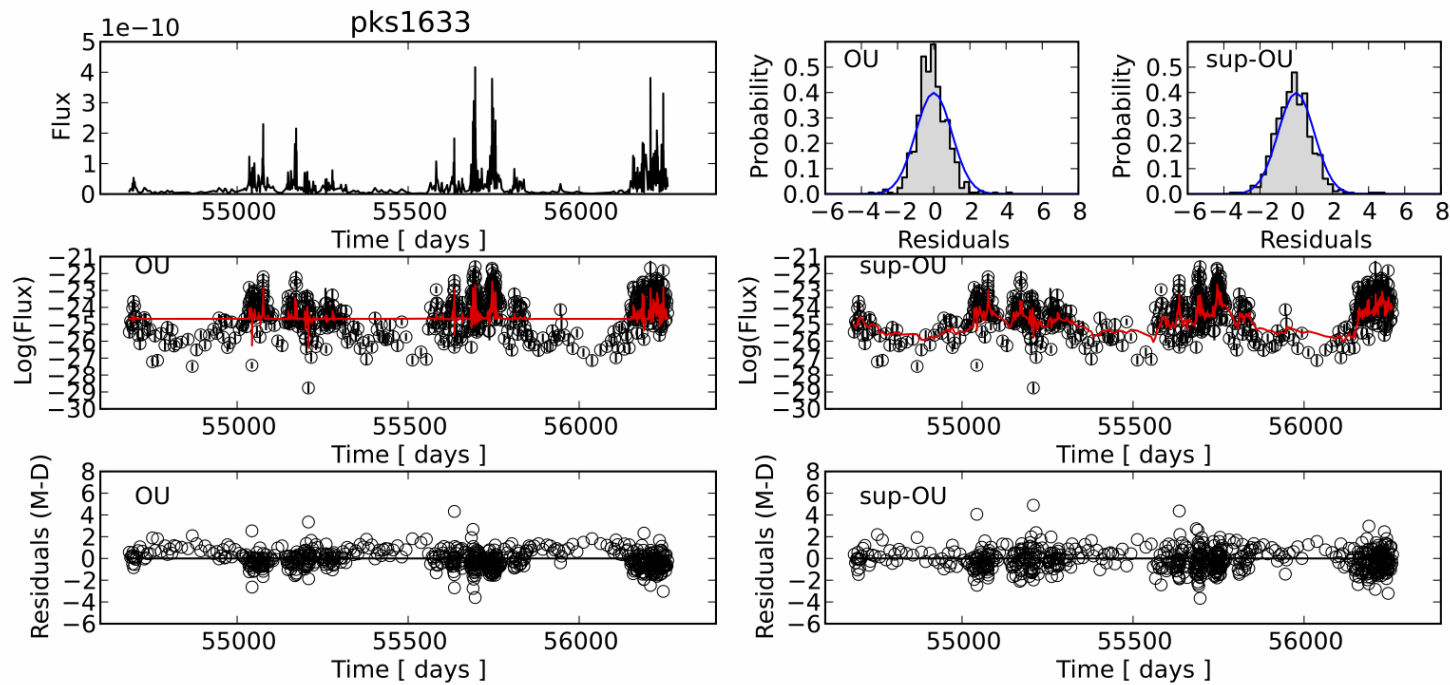 1e−10 pks1633
5
4
3
2
1
0
Flux
55000 55500 56000
Time [ days ]
OU
0.5
0.4
0.3
0.2
0.1
0.0
Probability
−6 −4 −2 0 2 4 6 8
Residuals
sup-OU
0.5
0.4
0.3
0.2
0.1
0.0
Probability
−6 −4 −2 0 2 4 6 8
Residuals
OU
−21
−22
−23
−24
−25
−26
−27
−28
−29
−30
Log(Flux)
55000 55500 56000
Time [ days ]
sup-OU
−21
−22
−23
−24
−25
−26
−27
−28
−29
−30
Log(Flux)
55000 55500 56000
Time [ days ]
OU
8
6
4
2
0
−2
−4
−6
Residuals (M-D)
55000 55500 56000
Time [ days ]
sup-OU
8
6
4
2
0
−2
−4
−6
Residuals (M-D)
55000 55500 56000
Time [ days ]